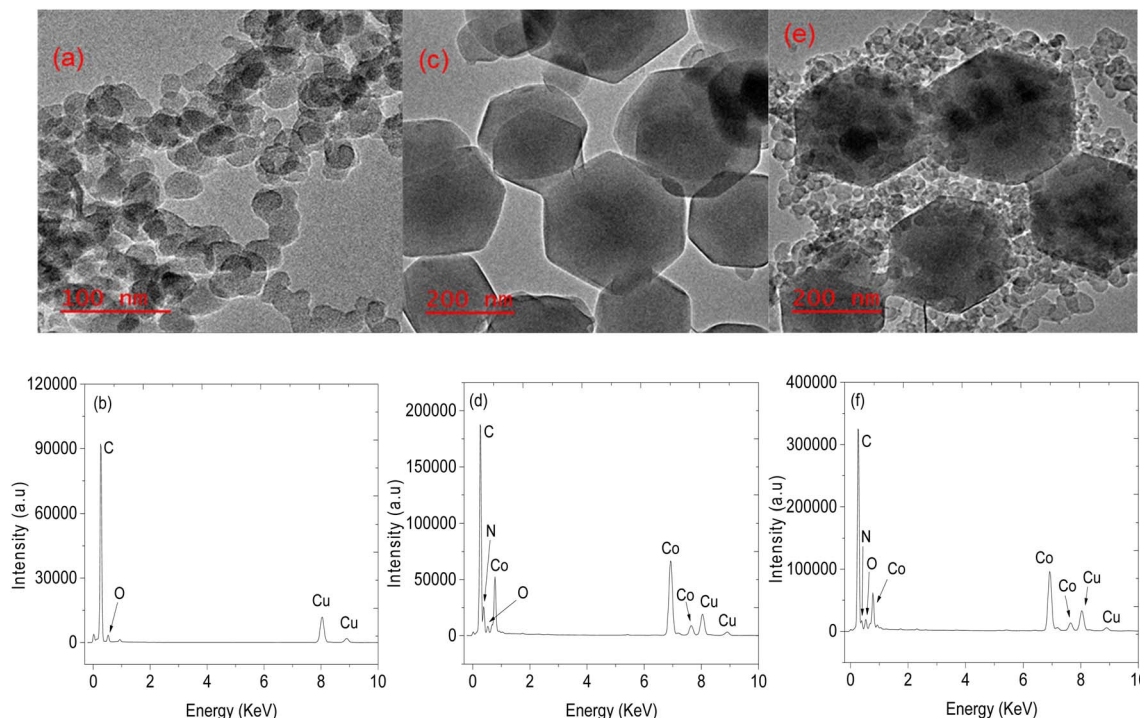 (a)
100 nm
(c)
200 nm
(e)
200 nm
(b)
120000
90000
60000
30000
0
C
O
Cu
Cu
0
2
4
6
8
10
Intensity (a.u)
Energy (KeV)
(d)
200000
150000
100000
50000
0
C
N
Co
O
Co
Co
Cu
Cu
0
2
4
6
8
10
Intensity (a.u)
Energy (KeV)
(f)
400000
300000
200000
100000
0
C
N
O
Co
Co
Co
Cu
Cu
0
2
4
6
8
10
Intensity (a.u)
Energy (KeV)